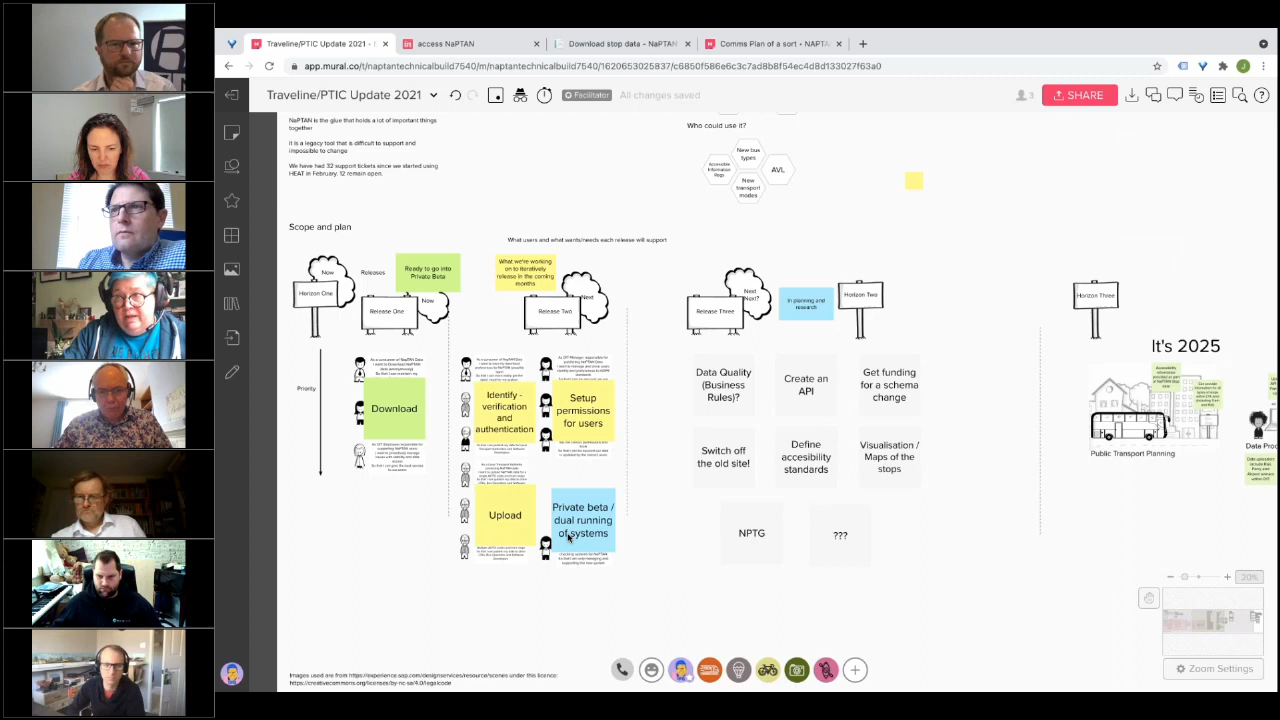 Traveline/PTIC Update 2021 - 
access NaPTAN
Download stop data - NaPTAN
Comms Plan of a sort - NAPTA
app.mural.co/t/naptantechnicalbuild7540/m/naptantechnicalbuild7540/1620653025837/c6850f586e6c3c7ad8b8f54ec4d8d133027f63a0
Traveline/PTIC Update 2021
Facilitator
All changes saved
3
SHARE
NaPTAN is the glue that holds a lot of important things
together
it is a legacy tool that is difficult to support and
impossible to change
We have had 32 support tickets since we started using
HEAT in February. 12 remain open.
Who could use it?
New bus
types
Accessible
Information
Regs
AVL
New
transport
modes
Scope and plan
What users and what wants/needs each release will support
Now
Horizon One
Releases
Ready to go into
Private Beta
Now
Release One
What we're working
on to iteratively
release in the coming
months
Next
Release Two
Next
Next?
Release Three
In planning and
research
Horizon Two
Horizon Three
Priority
Download
Identify -
verification
and
authentication
Setup
permissions
for users
Upload
Private beta /
dual running
of systems
Data Quality
(Business
Rules)?
Create an
API
Get funding
for a schema
change
Switch off
the old site!
Define
accesibility
standards
Visualisation /
Maps of the
stops
NPTG
???
It's 2025
Public Transport Planning
Data Pro
20%
Zoom Settings
Images used are from https://experience.sap.com/designservices/resource/scenes under this licence:
https://creativecommons.org/licenses/by-nc-sa/4.0/legalcode